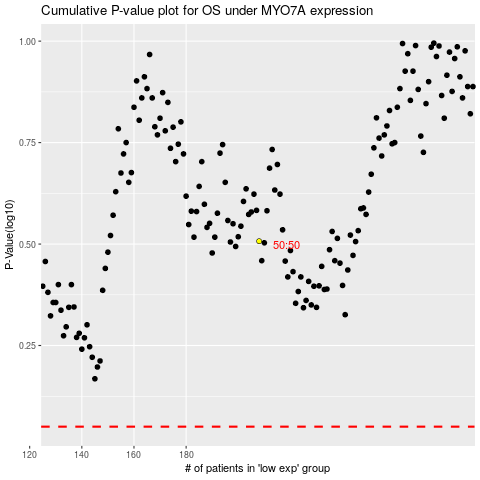 Cumulative P-value plot for OS under MYO7A expression
1.00
0.75
P-Value(log10)
0.50
50:50
0.25
120 140 160 180
# of patients in 'low exp' group